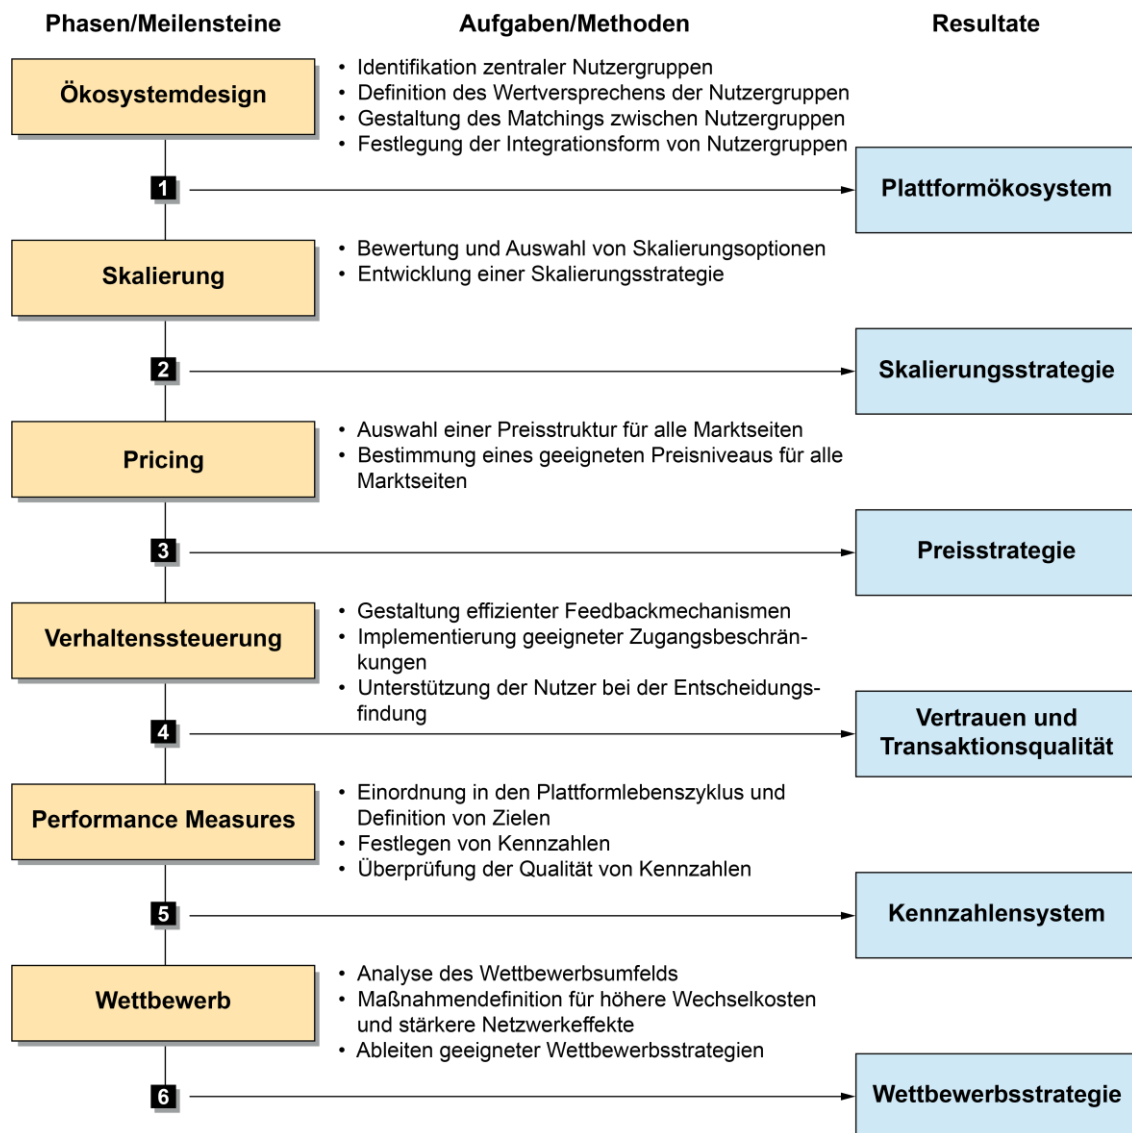 Phasen/Meilensteine
Aufgaben/Methoden
Resultate
Ökosystemdesign
• Identifikation zentraler Nutzergruppen
• Definition des Wertversprechens der Nutzergruppen
• Gestaltung des Matchings zwischen Nutzergruppen
• Festlegung der Integrationsform von Nutzergruppen
1
Plattformökosystem
Skalierung
• Bewertung und Auswahl von Skalierungsoptionen
• Entwicklung einer Skalierungsstrategie
2
Skalierungsstrategie
Pricing
• Auswahl einer Preisstruktur für alle Marktseiten
• Bestimmung eines geeigneten Preisniveaus für alle
Marktseiten
3
Preisstrategie
Verhaltenssteuerung
• Gestaltung effizienter Feedbackmechanismen
• Implementierung geeigneter Zugangsbeschrän-
kungen
• Unterstützung der Nutzer bei der Entscheidungs-
findung
4
Vertrauen und
Transaktionsqualität
Performance Measures
• Einordnung in den Plattformlebenszyklus und
Definition von Zielen
• Festlegen von Kennzahlen
• Überprüfung der Qualität von Kennzahlen
5
Kennzahlensystem
Wettbewerb
• Analyse des Wettbewerbsumfelds
• Maßnahmendefinition für höhere Wechselkosten
und stärkere Netzwerkeffekte
• Ableiten geeigneter Wettbewerbsstrategien
6
Wettbewerbsstrategie